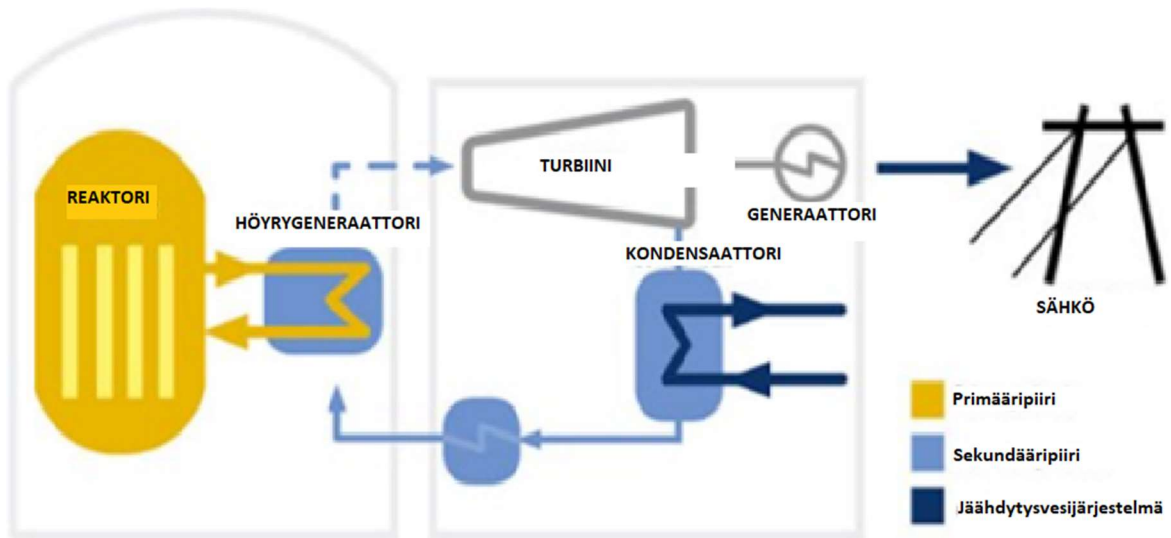 REAKTORI
HÖYRYGENERAATTORI
TURBIINI
GENERAATTORI
KONDENSAATTORI
SÄHKÖ
Primääripiiri
Sekundääripiiri
Jäähdytysvesijärjestelmä